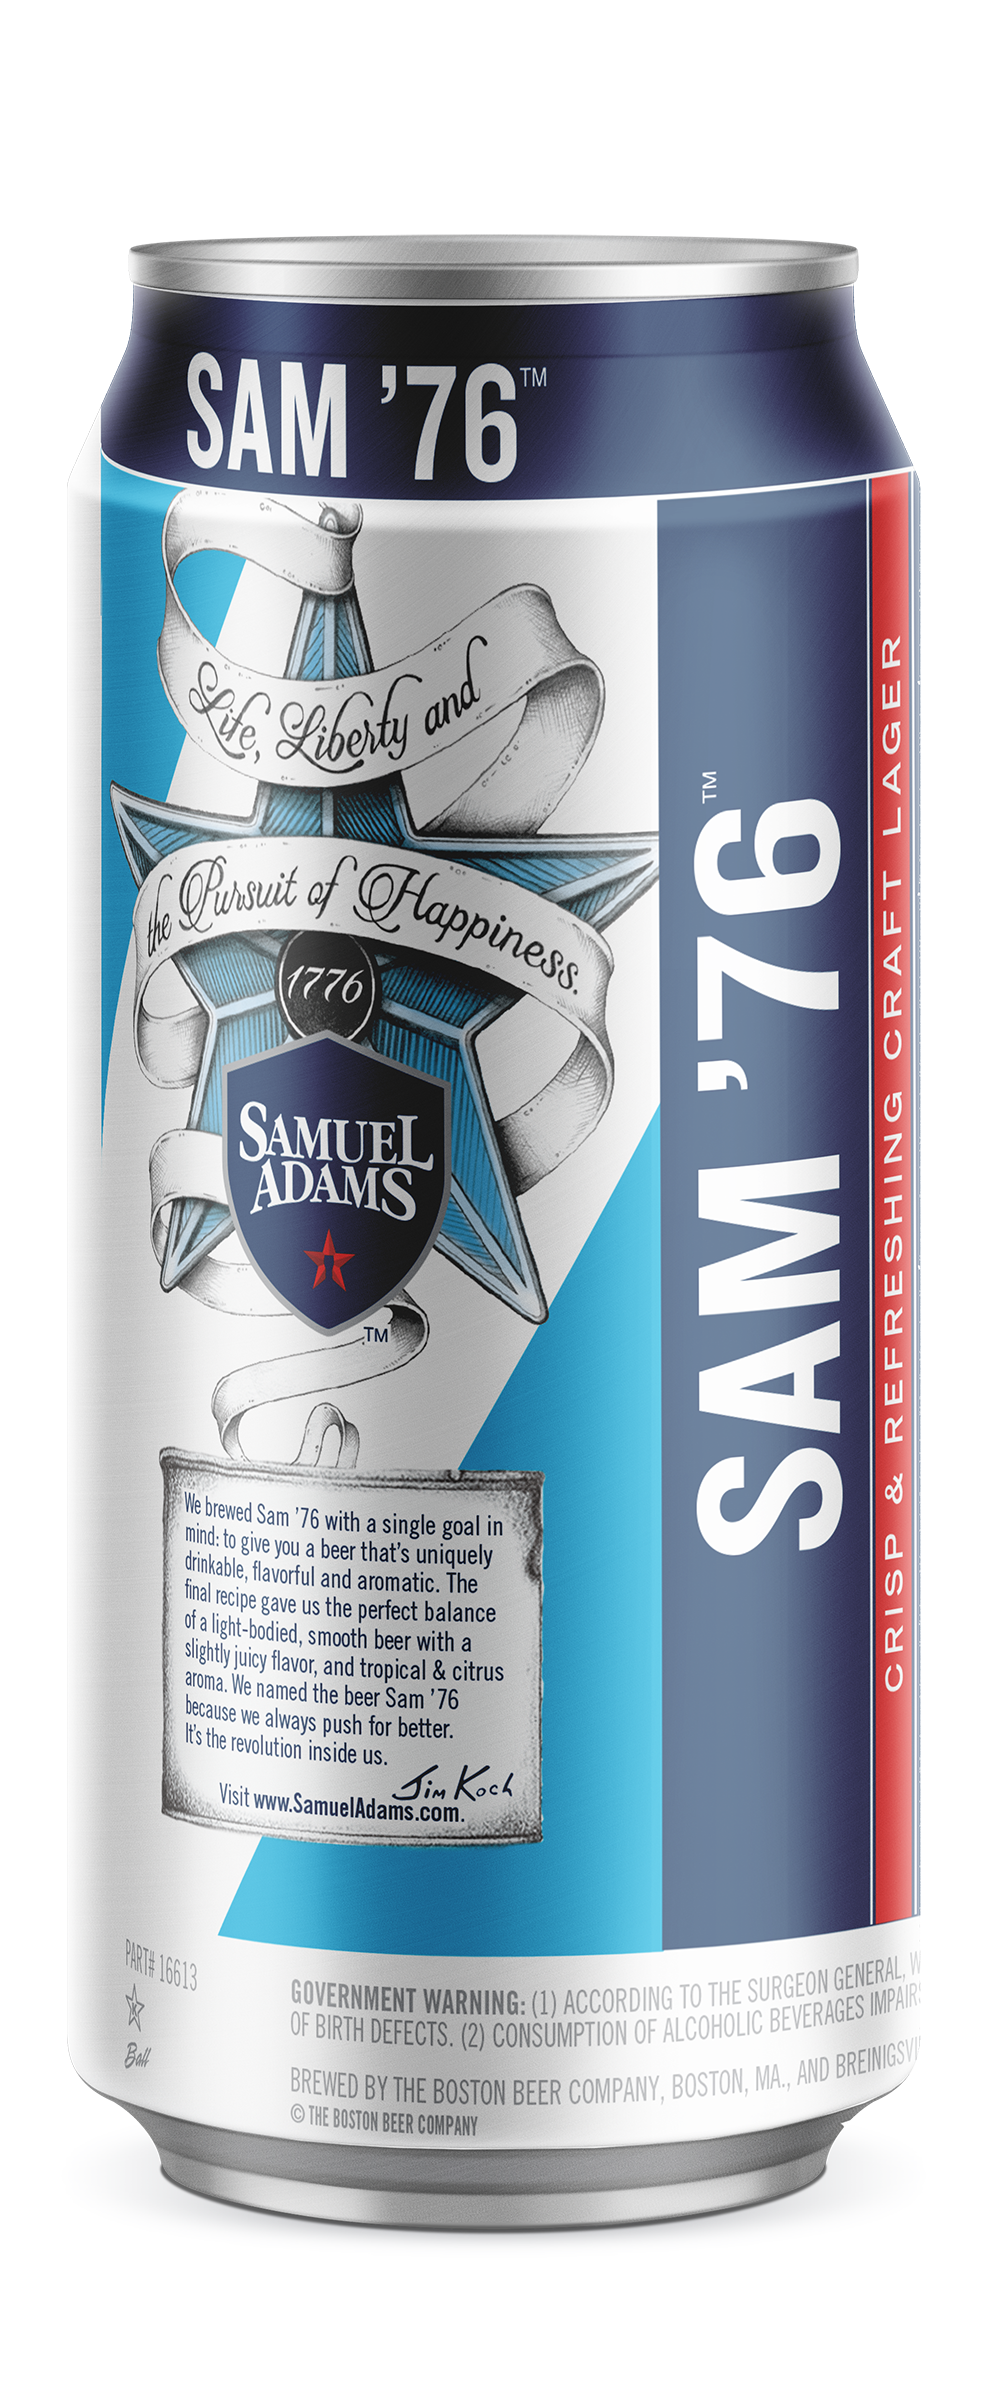 SAM ’76™
Life, Liberty and
the Pursuit of Happiness.
1776
SAMUEL
ADAMS
™
We brewed Sam ’76 with a single goal in
mind: to give you a beer that’s uniquely
drinkable, flavorful and aromatic. The
final recipe gave us the perfect balance
of a light-bodied, smooth beer with a
slightly juicy flavor, and tropical & citrus
aroma. We named the beer Sam ’76
because we always push for better.
It’s the revolution inside us.
Jim Koch
Visit www.SamuelAdams.com.
SAM ’76™
CRISP & REFRESHING CRAFT LAGER
PART# 16613
Ball
GOVERNMENT WARNING: (1) ACCORDING TO THE SURGEON GENERAL,
OF BIRTH DEFECTS. (2) CONSUMPTION OF ALCOHOLIC BEVERAGES IMPAIRS
BREWED BY THE BOSTON BEER COMPANY, BOSTON, MA., AND
© THE BOSTON BEER COMPANY